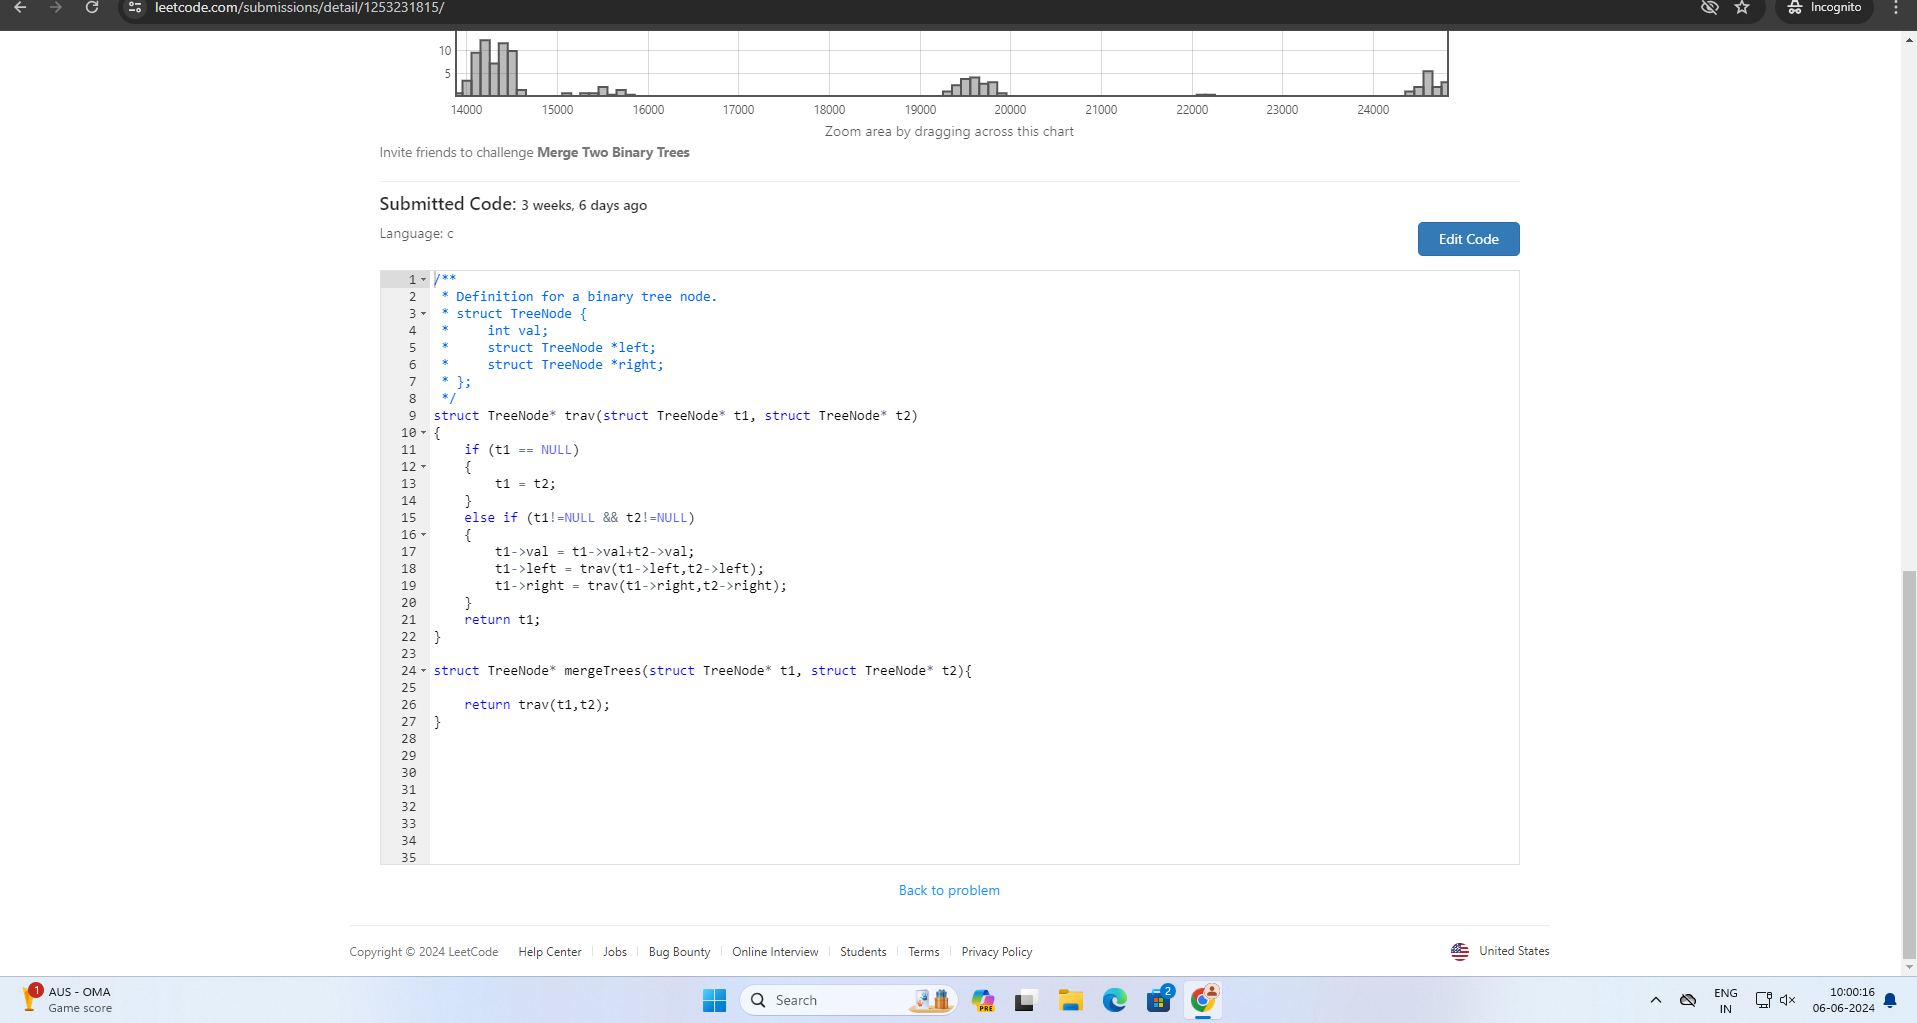 leetcode.com/submissions/detail/1253231815/
Incognito
10
5
14000 15000 16000 17000 18000 19000 20000 21000 22000 23000 24000
Zoom area by dragging across this chart
Invite friends to challenge Merge Two Binary Trees
Submitted Code: 3 weeks, 6 days ago
Language: c
Edit Code
1 /**
2  * Definition for a binary tree node.
3  * struct TreeNode {
4  *     int val;
5  *     struct TreeNode *left;
6  *     struct TreeNode *right;
7  * };
8  */
9 struct TreeNode* trav(struct TreeNode* t1, struct TreeNode* t2)
10 {
11     if (t1 == NULL)
12     {
13         t1 = t2;
14     }
15     else if (t1!=NULL && t2!=NULL)
16     {
17         t1->val = t1->val+t2->val;
18         t1->left = trav(t1->left,t2->left);
19         t1->right = trav(t1->right,t2->right);
20     }
21     return t1;
22 }
23
24 struct TreeNode* mergeTrees(struct TreeNode* t1, struct TreeNode* t2){
25
26     return trav(t1,t2);
27 }
28
29
30
31
32
33
34
35
Back to problem
Copyright © 2024 LeetCode Help Center Jobs Bug Bounty Online Interview Students Terms Privacy Policy United States
1 AUS - OMA
Game score
Search
PRE
2
ENG
IN
10:00:16
06-06-2024